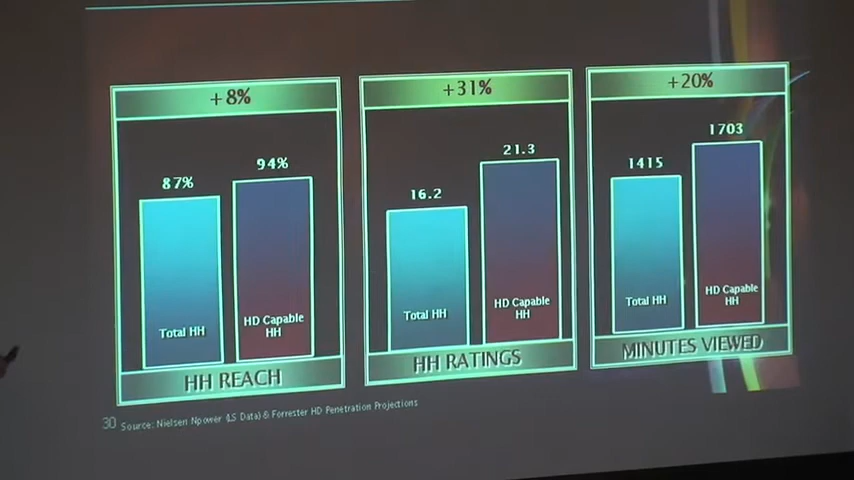 +8%
87%
94%
Total HH
HD Capable
HH
HH REACH
+31%
16.2
21.3
Total HH
HD Capable
HH
HH RATINGS
+20%
1415
1703
Total HH
HD Capable
HH
MINUTES VIEWED
30 Source: Nielsen Npower (LS Data) & Forrester HD Penetration Projections